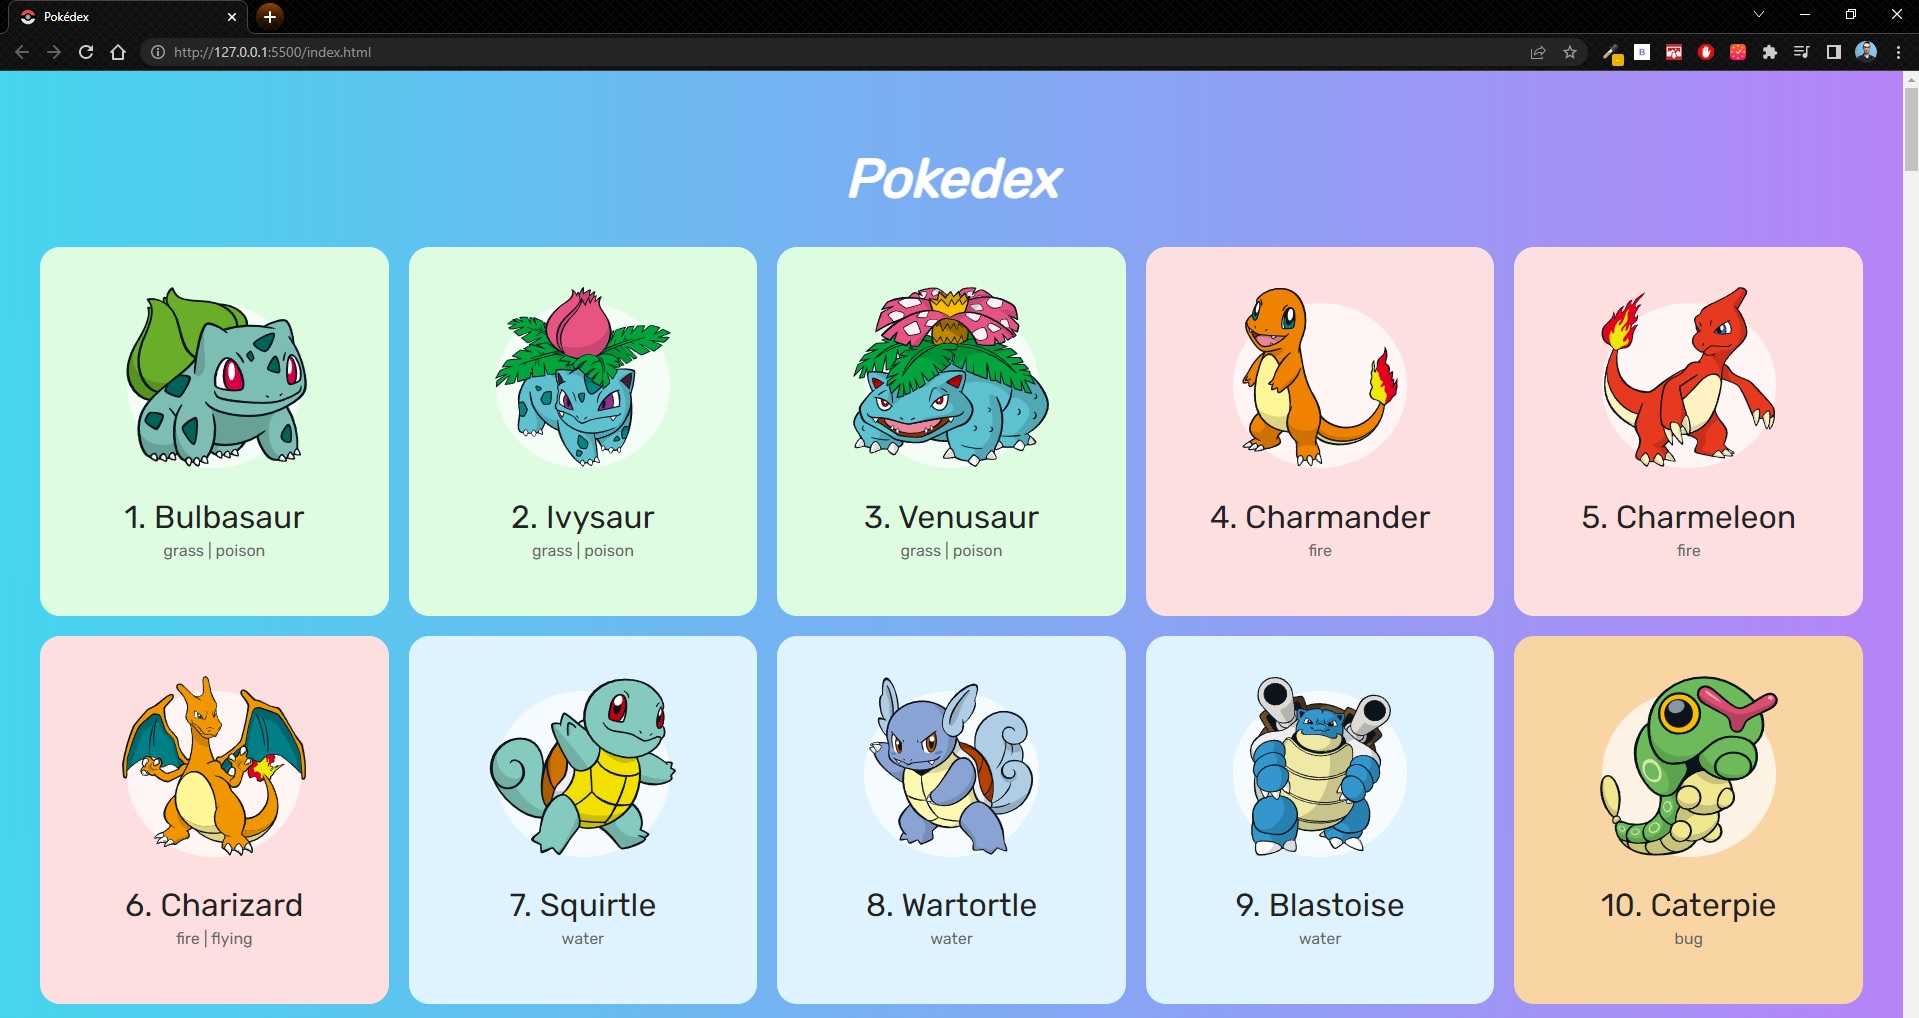 Pokédex
http://127.0.0.1:5500/index.html
Pokedex
1. Bulbasaur
grass | poison
2. Ivysaur
grass | poison
3. Venusaur
grass | poison
4. Charmander
fire
5. Charmeleon
fire
6. Charizard
fire | flying
7. Squirtle
water
8. Wartortle
water
9. Blastoise
water
10. Caterpie
bug